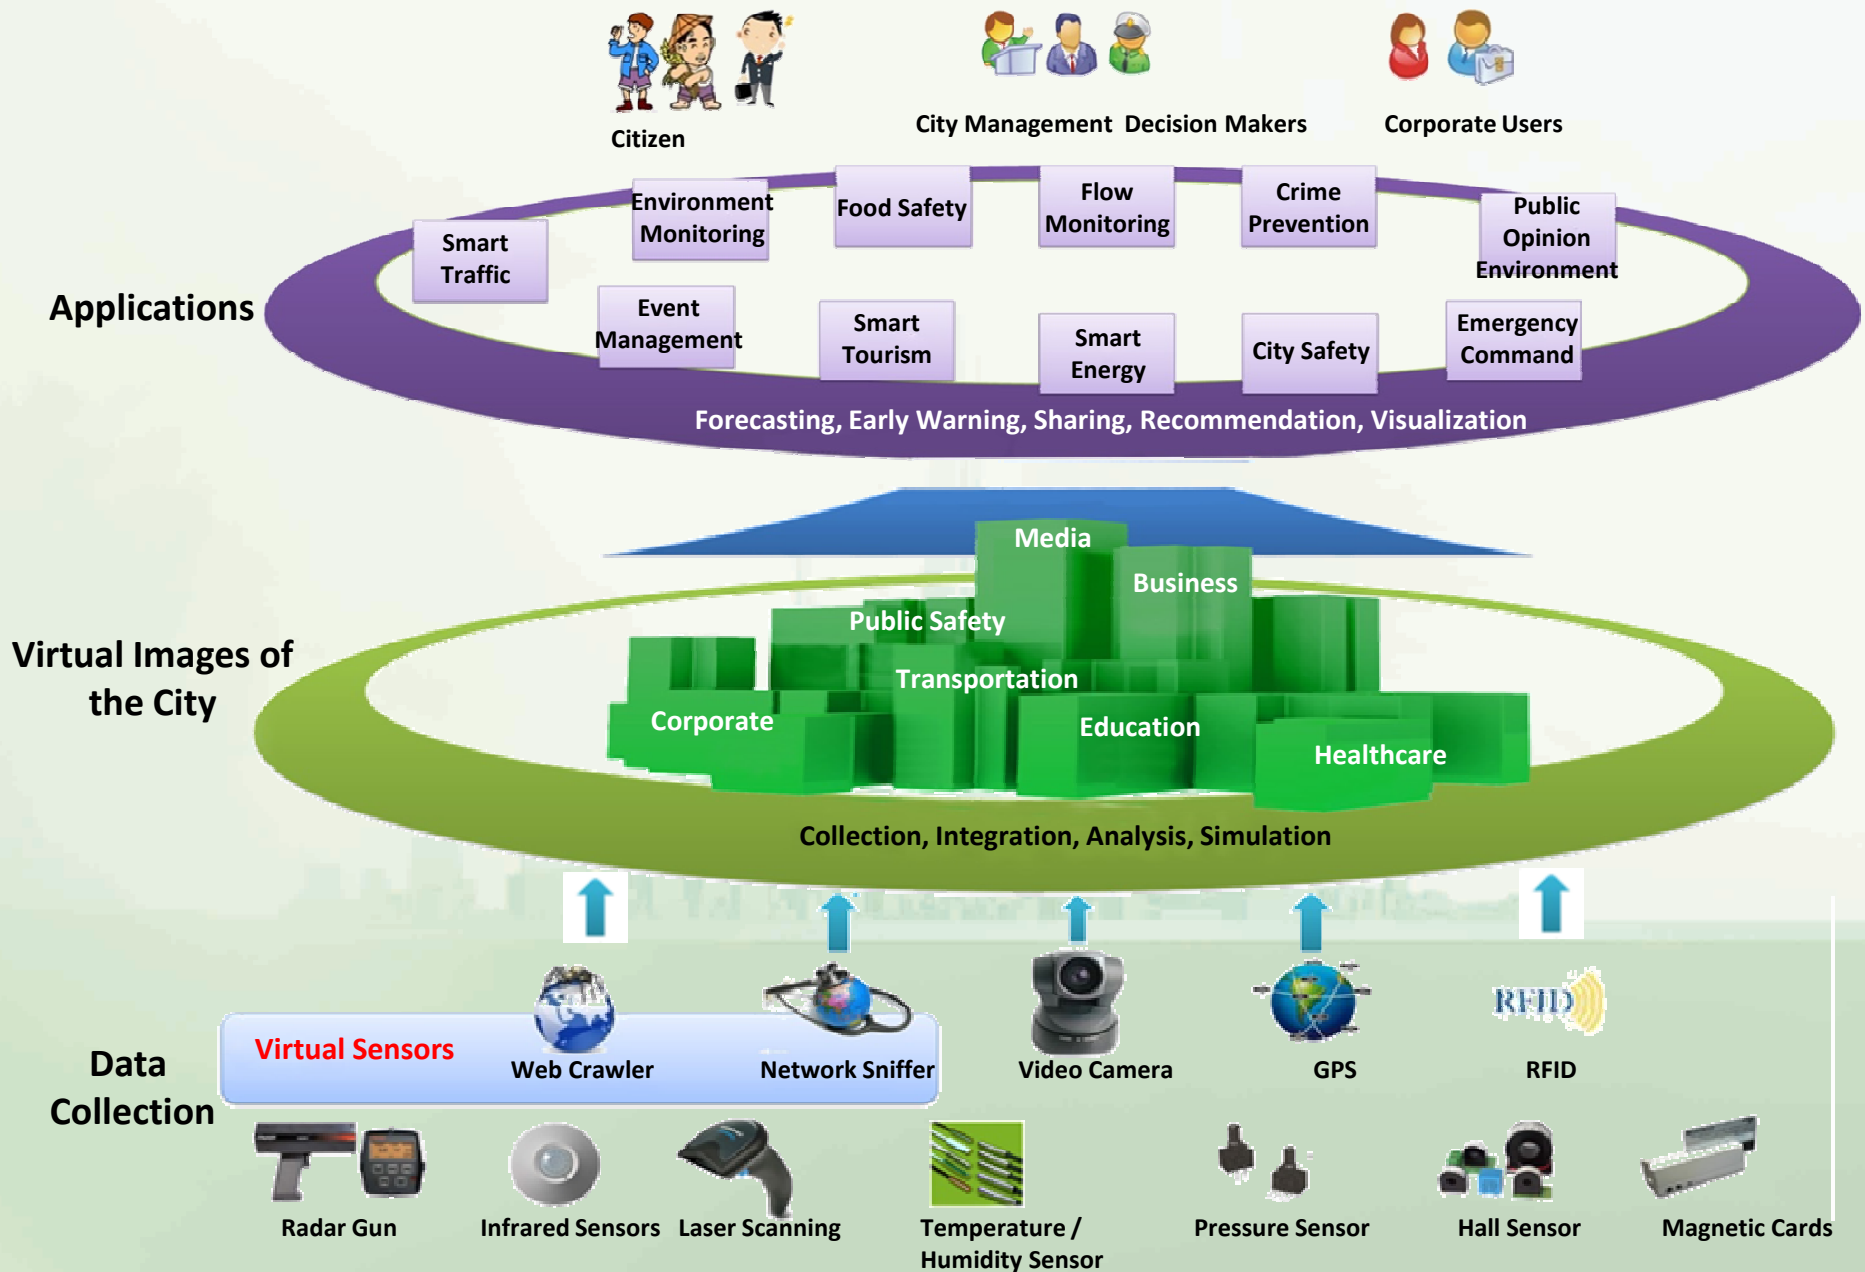 Citizen
City Management  Decision Makers
Corporate Users
Environment
Monitoring
Food Safety
Flow
Monitoring
Crime
Prevention
Public
Opinion
Environment
Smart
Traffic
Applications
Event
Management
Smart
Tourism
Smart
Energy
City Safety
Emergency
Command
Forecasting, Early Warning, Sharing, Recommendation, Visualization
Media
Business
Public Safety
Virtual Images of
the City
Transportation
Corporate
Education
Healthcare
Collection, Integration, Analysis, Simulation
RFID
Virtual Sensors
Web Crawler
Network Sniffer
Video Camera
GPS
RFID
Data
Collection
Radar Gun
Infrared Sensors
Laser Scanning
Temperature /
Humidity Sensor
Pressure Sensor
Hall Sensor
Magnetic Cards